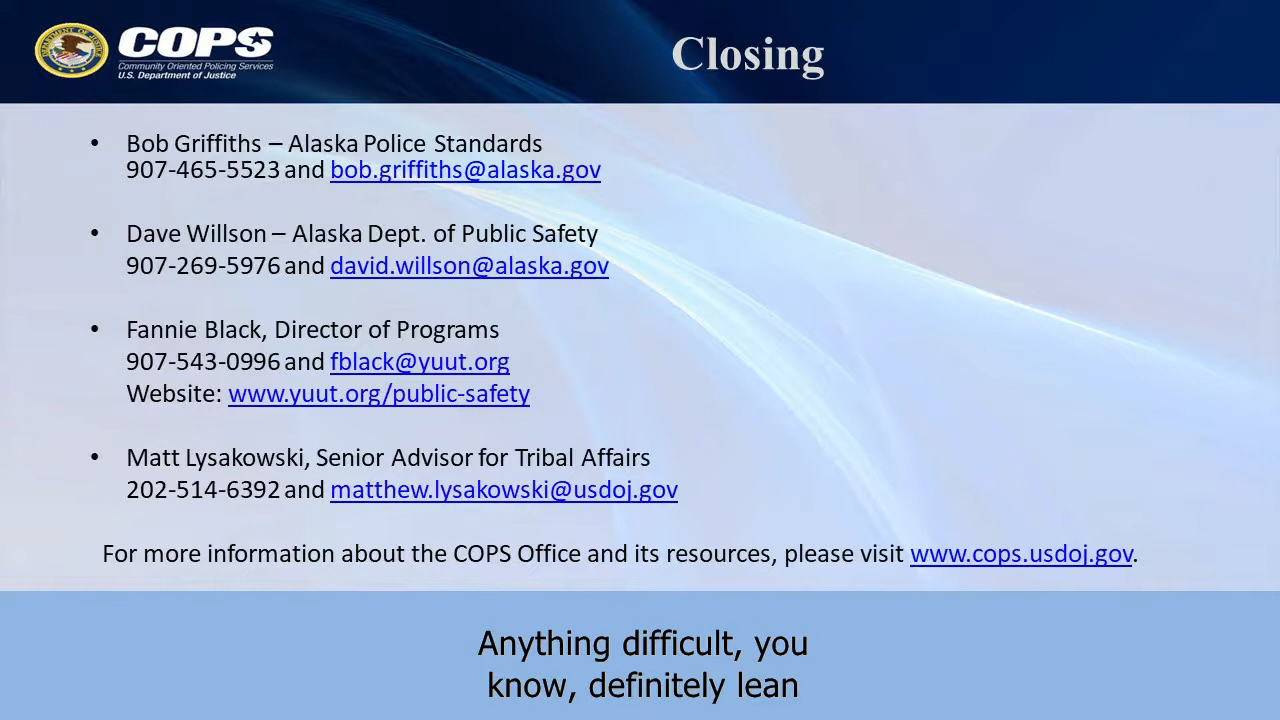 COPS
Community Oriented Policing Services
U.S. Department of Justice
Closing
• Bob Griffiths – Alaska Police Standards
907-465-5523 and bob.griffiths@alaska.gov
• Dave Willson – Alaska Dept. of Public Safety
907-269-5976 and david.willson@alaska.gov
• Fannie Black, Director of Programs
907-543-0996 and fblack@yuut.org
Website: www.yuut.org/public-safety
• Matt Lysakowski, Senior Advisor for Tribal Affairs
202-514-6392 and matthew.lysakowski@usdoj.gov
For more information about the COPS Office and its resources, please visit www.cops.usdoj.gov.
Anything difficult, you
know, definitely lean